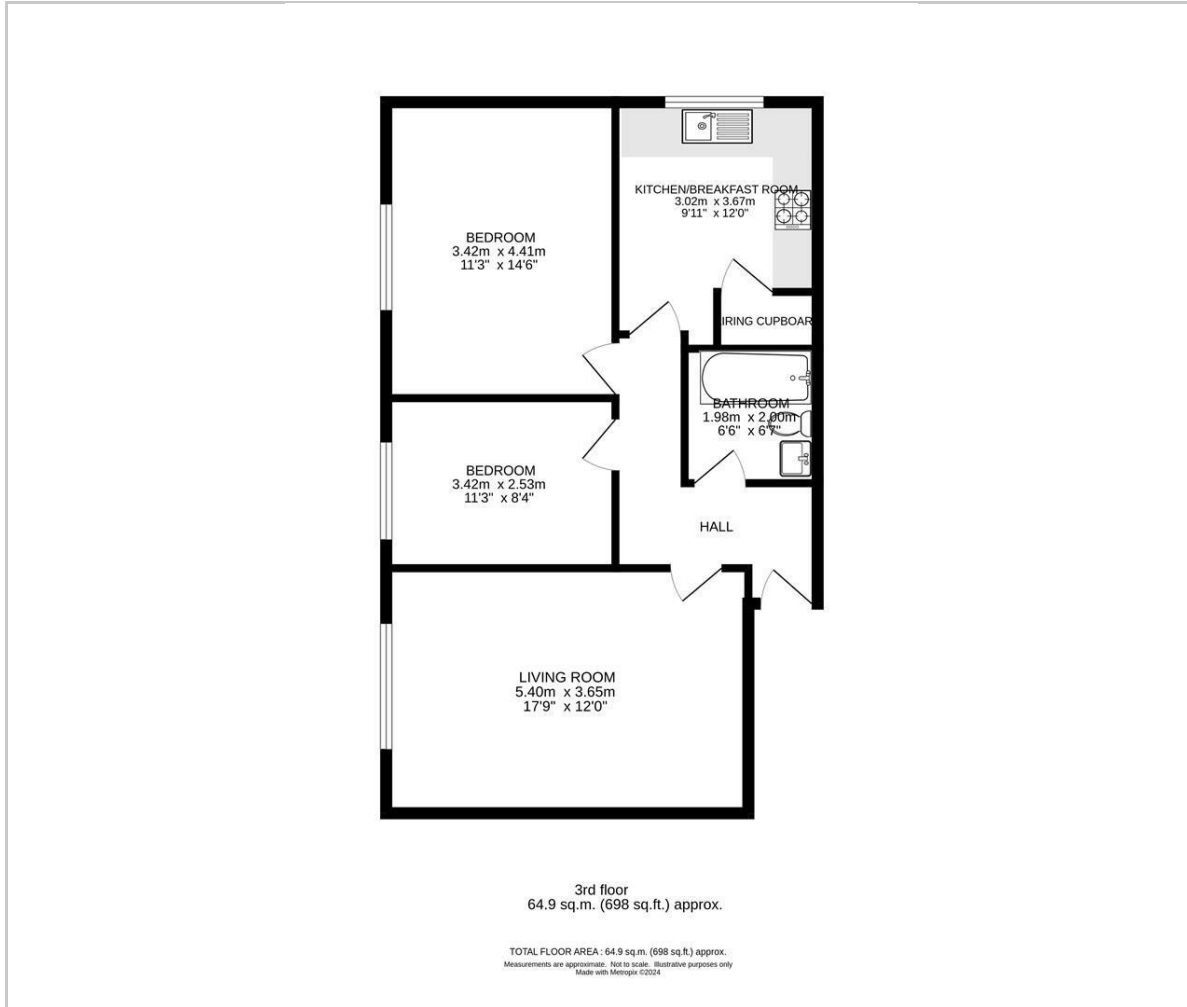 KITCHEN/BREAKFAST ROOM
3.02m x 3.67m
9'11" x 12'0"
BEDROOM
3.42m x 4.41m
11'3" x 14'6"
IRING CUPBOAR
BATHROOM
1.98m x 2.00m
6'6" x 6'7"
BEDROOM
3.42m x 2.53m
11'3" x 8'4"
HALL
LIVING ROOM
5.40m x 3.65m
17'9" x 12'0"
3rd floor
64.9 sq.m. (698 sq.ft.) approx.
TOTAL FLOOR AREA : 64.9 sq.m. (698 sq.ft.) approx.
Measurements are approximate. Not to scale. Illustrative purposes only
Made with Metropix ©2024